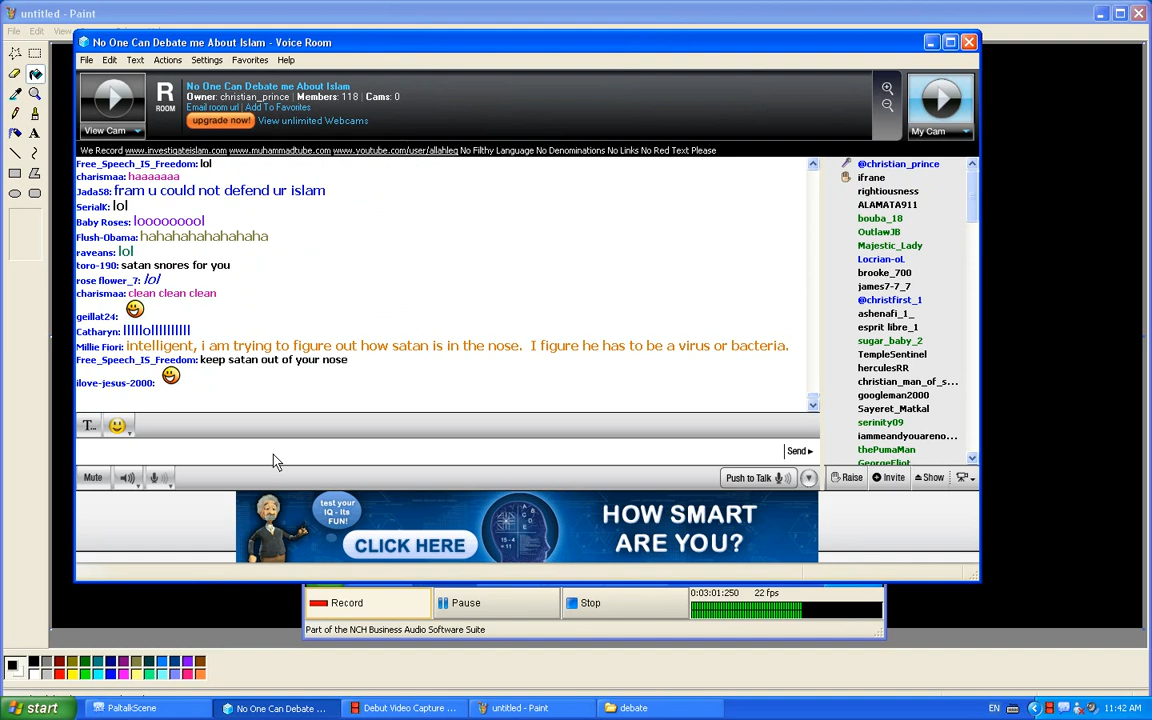 untitled - Paint
File Edit View
No One Can Debate me About Islam - Voice Room
File Edit Text Actions Settings Favorites Help
View Cam
R
ROOM
No One Can Debate me About Islam
Owner: christian_prince | Members: 118 | Cams: 0
Email room url | Add To Favorites
upgrade now! View unlimited Webcams
My Cam
We Record www.investigateislam.com www.muhammadtube.com www.youtube.com/user/allahleq No Filthy Language No Denominations No Links No Red Text Please
Free_Speech_IS_Freedom: lol
charismaa: haaaaaa
Jada58: fram u could not defend ur islam
SerialK: lol
Baby Roses: looooooool
Flush-Obama: hahahahahahahaha
raveans: lol
toro-190: satan snores for you
rose flower_7: lol
charismaa: clean clean clean
geillat24:
Catharyn: lllllolllllllllll
Millie Fiori: intelligent, i am trying to figure out how satan is in the nose. I figure he has to be a virus or bacteria.
Free_Speech_IS_Freedom: keep satan out of your nose
ilove-jesus-2000:
@christian_prince
ifrane
rightiousness
ALAMATA911
bouba_18
OutlawJB
Majestic_Lady
Locrian-oL
brooke_700
james7-7_7
@christfirst_1
ashenafi_1_
esprit libre_1
sugar_baby_2
TempleSentinel
herculesRR
christian_man_of_s...
googleman2000
Sayeret_Matkal
serinity09
iammeandyouareno...
thePumaMan
GeorgeEliot
T...
Send
Mute
Push to Talk
Raise Invite Show
test your
IQ - its
FUN!
CLICK HERE
HOW SMART
ARE YOU?
15 - 4
= 11
Record Pause Stop
0:03:01:250 22 fps
Part of the NCH Business Audio Software Suite
start
PaltalkScene
No One Can Debate ...
Debut Video Capture ...
untitled - Paint
debate
EN
11:42 AM